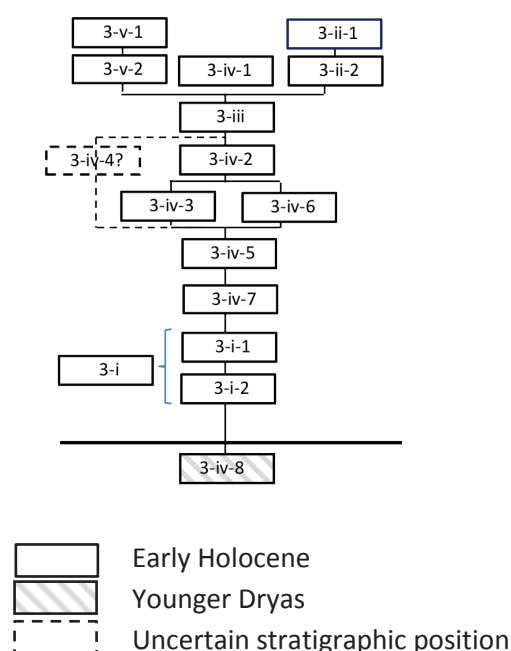 3-v-1
3-ii-1
3-v-2
3-iv-1
3-ii-2
3-iii
3-iv-4?
3-iv-2
3-iv-3
3-iv-6
3-iv-5
3-iv-7
3-i-1
3-i
3-i-2
3-iv-8
Early Holocene
Younger Dryas
Uncertain stratigraphic position